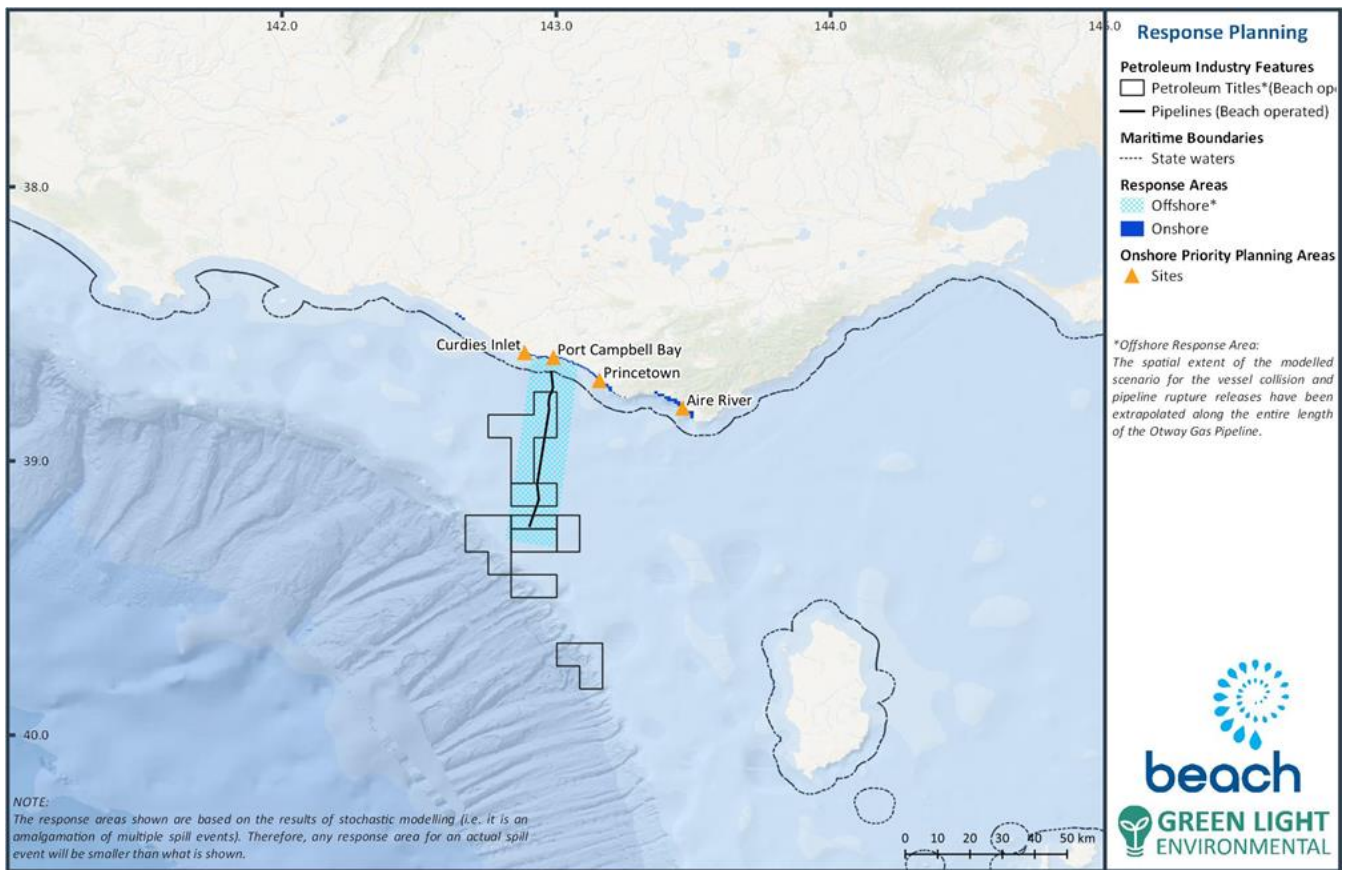 142.0
143.0
144.0
145.0
38.0
39.0
40.0
Curdies Inlet
Port Campbell Bay
Princetown
Aire River
NOTE:
The response areas shown are based on the results of stochastic modelling (i.e. it is an
amalgamation of multiple spill events). Therefore, any response area for an actual spill
event will be smaller than what is shown.
0 10 20 30 40 50 km
Response Planning
Petroleum Industry Features
Petroleum Titles*(Beach op
Pipelines (Beach operated)
Maritime Boundaries
State waters
Response Areas
Offshore*
Onshore
Onshore Priority Planning Areas
Sites
*Offshore Response Area:
The spatial extent of the modelled
scenario for the vessel collision and
pipeline rupture releases have been
extrapolated along the entire length
of the Otway Gas Pipeline.
beach
GREEN LIGHT
ENVIRONMENTAL